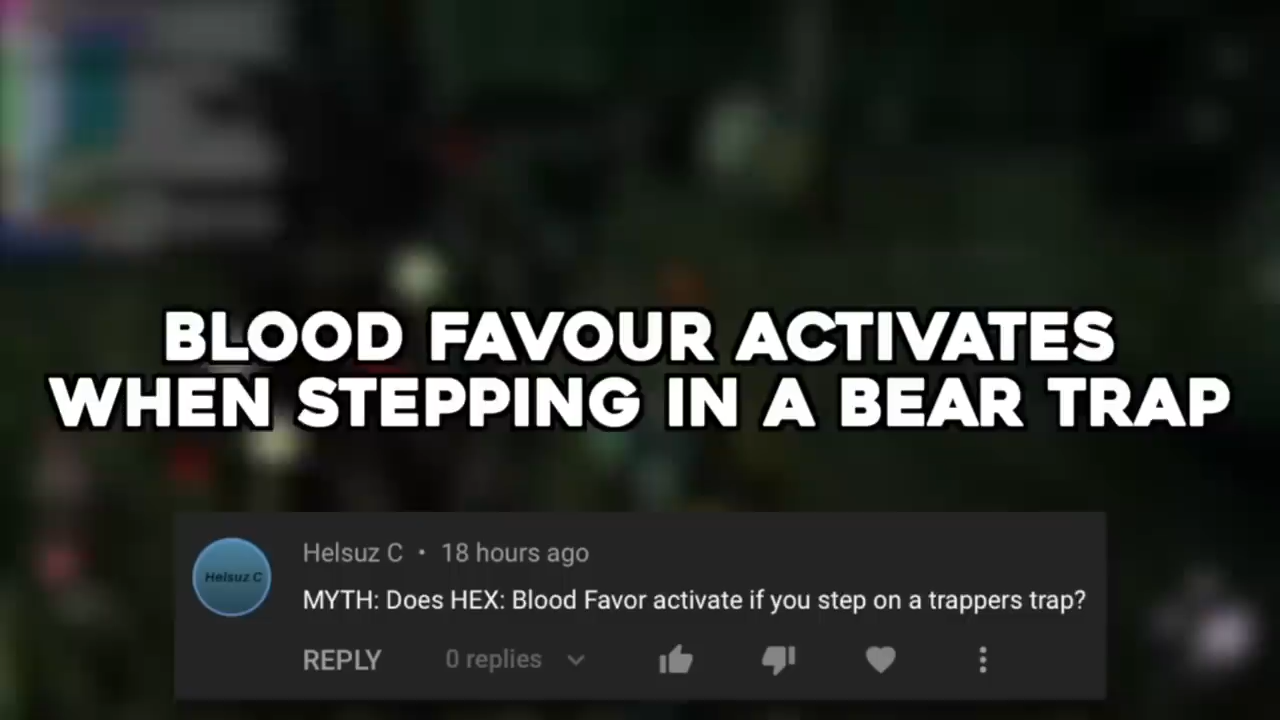 BLOOD FAVOUR ACTIVATES
WHEN STEPPING IN A BEAR TRAP
Helsuz C • 18 hours ago
Helsuz C
MYTH: Does HEX: Blood Favor activate if you step on a trappers trap?
REPLY 0 replies